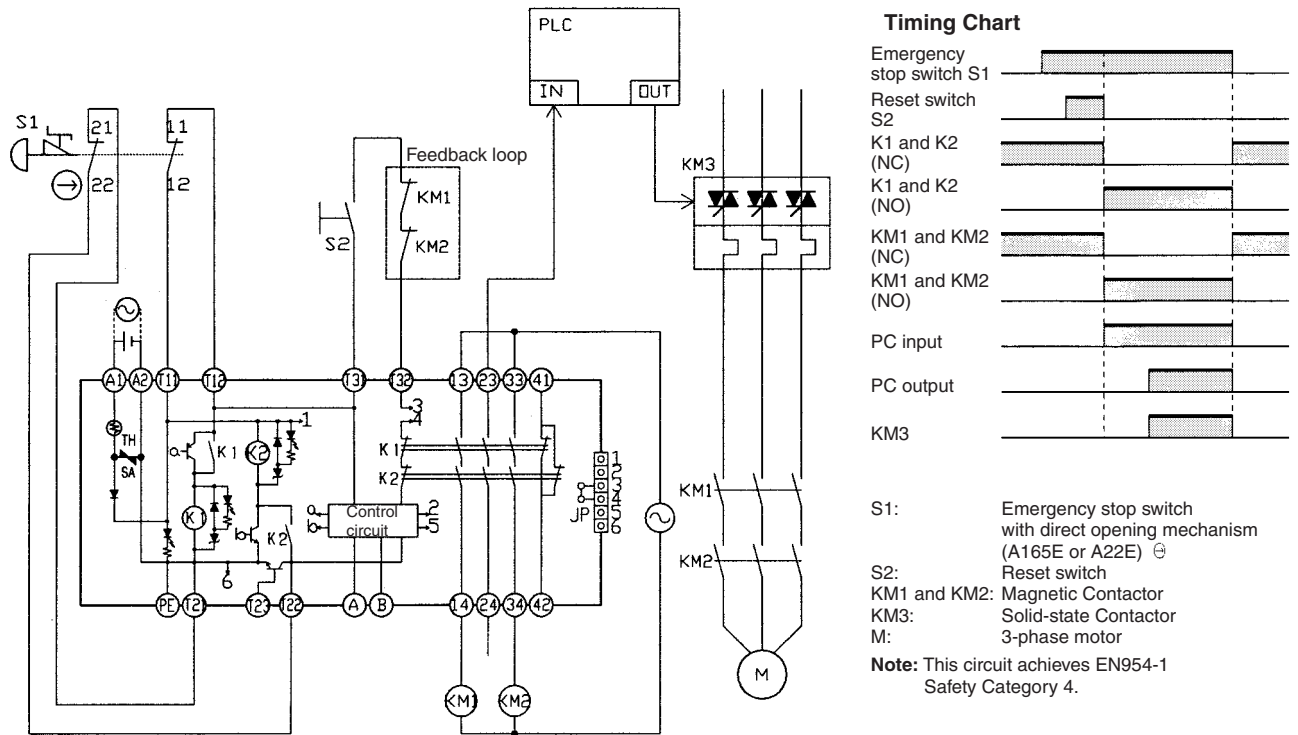 PLC
IN
OUT
S1
21
11
22
12
Feedback loop
KM1
KM2
S2
KM3
A1
A2
T11
T12
T31
T32
13
23
33
41
3
4
1
TH
SA
a
K1
K2
K1
K2
1
2
3
4
5
6
JP
K1
b
K2
a
b
Control
circuit
2
5
6
PE
T21
T23
T22
A
B
14
24
34
42
KM1
KM2
KM1
KM2
M
Timing Chart
Emergency
stop switch S1
Reset switch
S2
K1 and K2
(NC)
K1 and K2
(NO)
KM1 and KM2
(NC)
KM1 and KM2
(NO)
PC input
PC output
KM3
S1: Emergency stop switch
with direct opening mechanism
(A165E or A22E)
S2: Reset switch
KM1 and KM2: Magnetic Contactor
KM3: Solid-state Contactor
M: 3-phase motor
Note: This circuit achieves EN954-1
Safety Category 4.